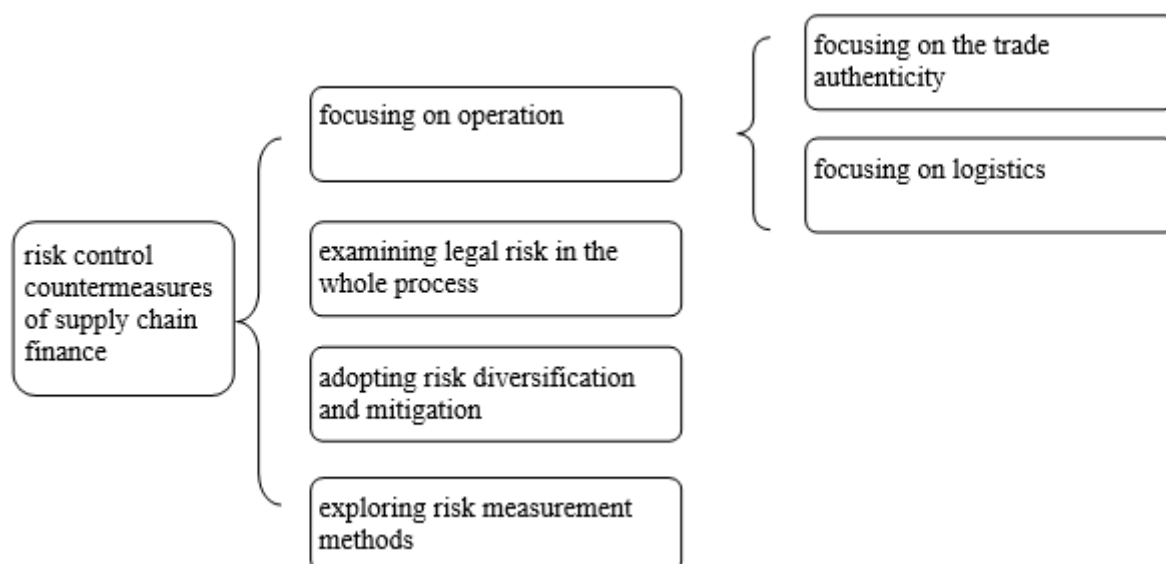 risk control
countermeasures
of supply chain
finance
focusing on operation
examining legal risk in the
whole process
adopting risk diversification
and mitigation
exploring risk measurement
methods
focusing on the trade
authenticity
focusing on logistics